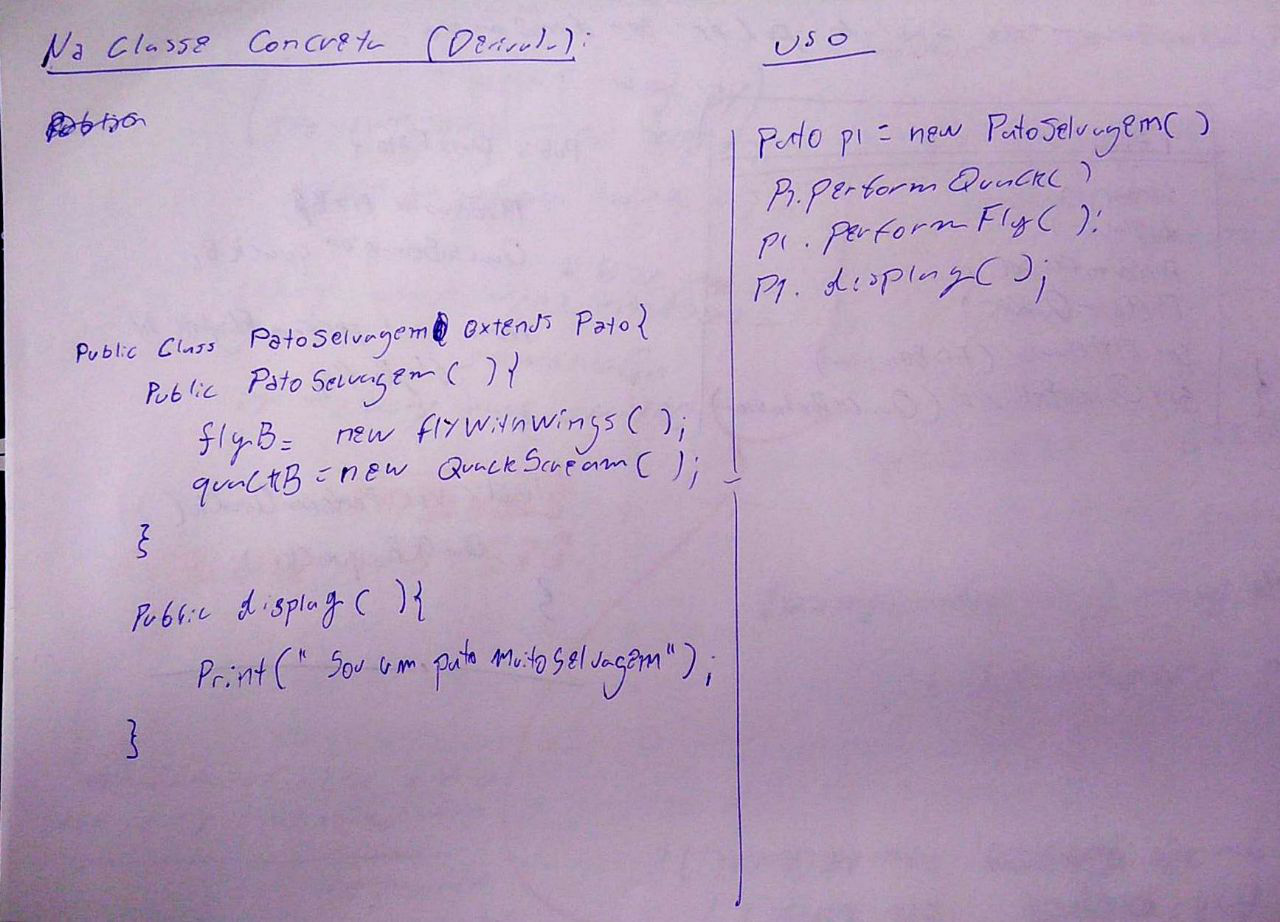 Na Classe Concreta (Derivada):
Public Class PatoSelvagem extends Pato{
Public PatoSelvagem( ){
flyB= new flyWithWings( );
quackB = new QuackScream( );
}
Public display( ){
Print(" Sou um pato muito selvagem");
}
USO
Pato p1 = new PatoSelvagem( )
P1.performQuack( )
p1.performFly( ):
P1.display( );